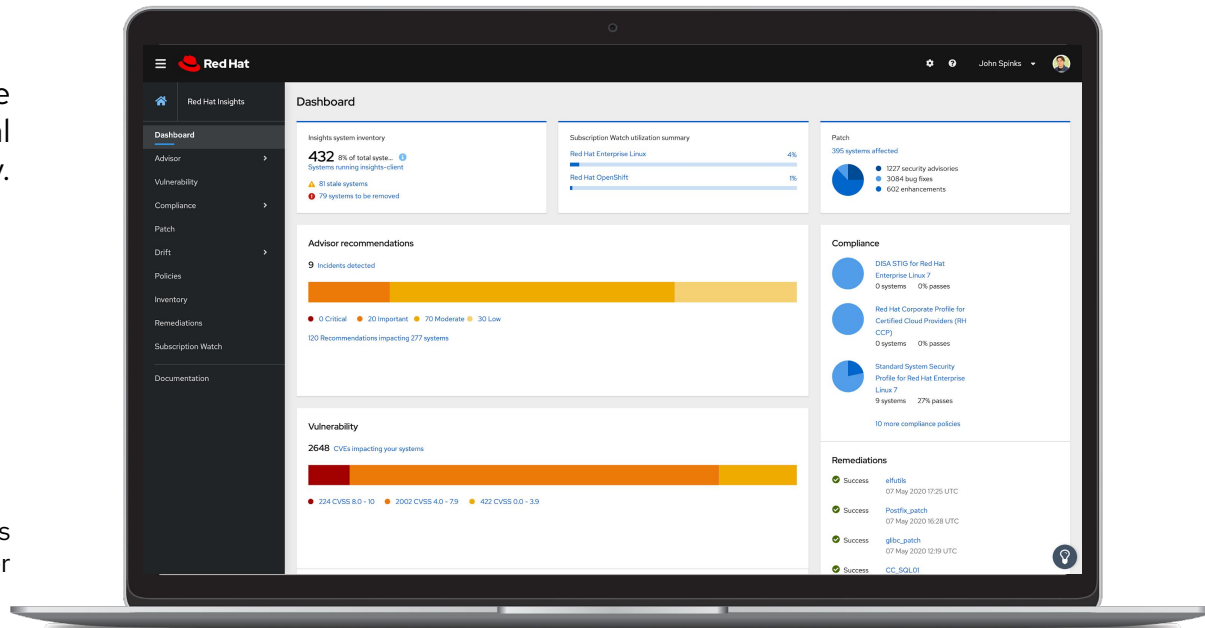 e
al
y.
s
r
Red Hat
John Spinks
Red Hat Insights
Dashboard
Advisor
Vulnerability
Compliance
Patch
Drift
Policies
Inventory
Remediations
Subscription Watch
Documentation
Dashboard
Insights system inventory
432 8% of total syste...
Systems running insights-client
81 stale systems
79 systems to be removed
Subscription Watch utilization summary
Red Hat Enterprise Linux 4%
Red Hat OpenShift 1%
Patch
395 systems affected
1227 security advisories
3084 bug fixes
602 enhancements
Advisor recommendations
9 Incidents detected
0 Critical 20 Important 70 Moderate 30 Low
120 Recommendations impacting 277 systems
Vulnerability
2648 CVEs impacting your systems
224 CVSS 8.0 - 10 2002 CVSS 4.0 - 7.9 422 CVSS 0.0 - 3.9
Compliance
DISA STIG for Red Hat
Enterprise Linux 7
0 systems 0% passes
Red Hat Corporate Profile for
Certified Cloud Providers (RH
CCP)
0 systems 0% passes
Standard System Security
Profile for Red Hat Enterprise
Linux 7
9 systems 27% passes
10 more compliance policies
Remediations
Success elfutils
07 May 2020 17:25 UTC
Success Postfix_patch
07 May 2020 16:28 UTC
Success glibc_patch
07 May 2020 12:19 UTC
Success CC_SQL01